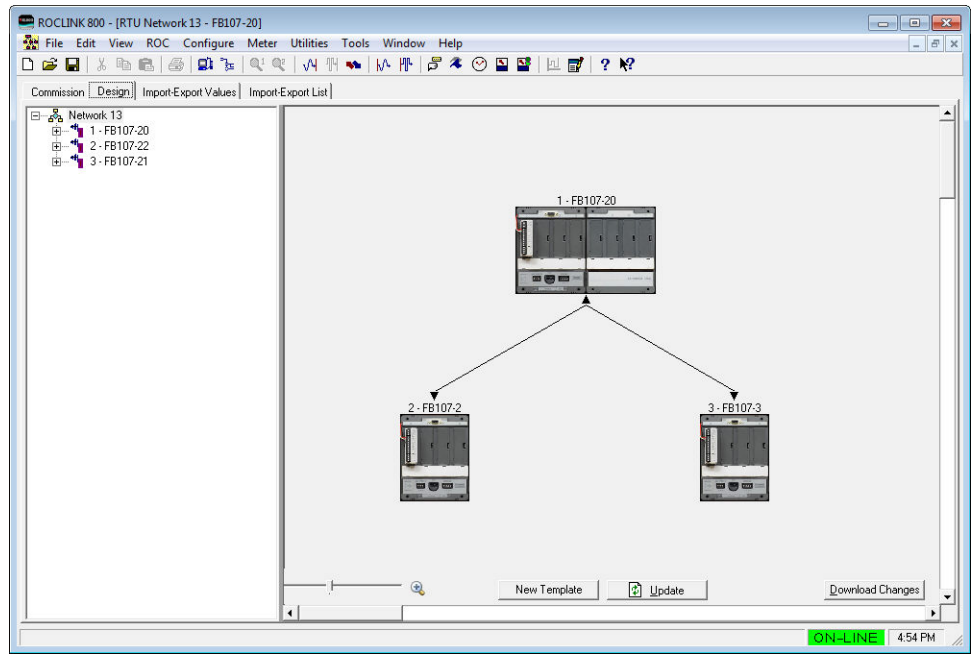 ROCLINK 800 - [RTU Network 13 - FB107-20]
File Edit View ROC Configure Meter Utilities Tools Window Help
Commission Design Import-Export Values Import-Export List
Network 13
1 - FB107-20
2 - FB107-22
3 - FB107-21
1 - FB107-20
2 - FB107-2 3 - FB107-3
New Template Update Download Changes
ON-LINE 4:54 PM